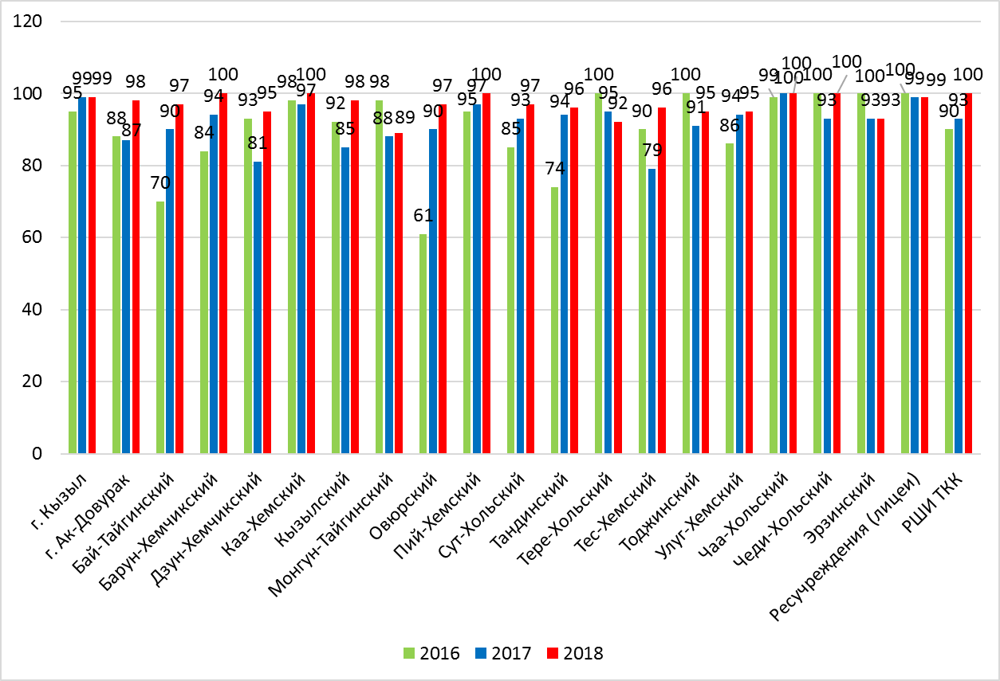 120
100
80
60
40
20
0
95 99 99
88 87 98
70 90 97
84 94 100
93 81 95
98 97 100
92 85 98
98 88 89
61 90 97
95 97 100
85 93 97
74 94 96
100 95 92
90 79 96
100 91 95
86 94 95
99 100 100
100 93 100
100 93 93
100 99 99
90 93 100
г. Кызыл
г. Ак-Довурак
Бай-Тайгинский
Барун-Хемчикский
Дзун-Хемчикский
Каа-Хемский
Кызылский
Монгун-Тайгинский
Овюрский
Пий-Хемский
Сут-Хольский
Тандинский
Тере-Хольский
Тес-Хемский
Тоджинский
Улуг-Хемский
Чаа-Хольский
Чеди-Хольский
Эрзинский
Ресучреждения (лицеи)
РШИ ТКК
2016 2017 2018